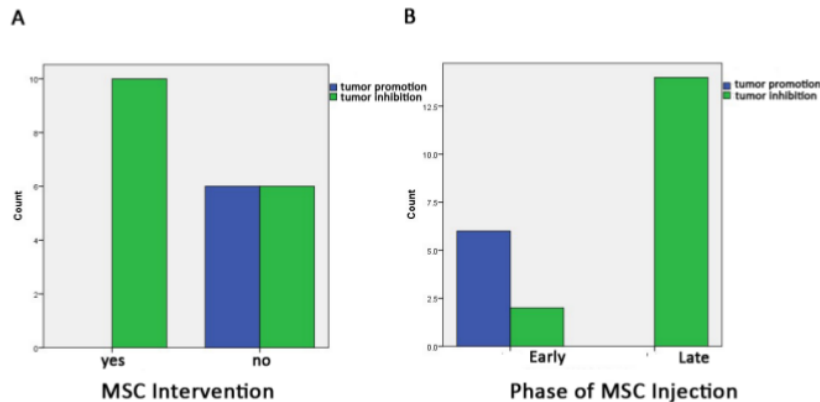 A
B
tumor promotion
tumor inhibition
10
8
6
4
2
0
Count
yes
no
MSC Intervention
tumor promotion
tumor inhibition
12.5
10.0
7.5
5.0
2.5
0.0
Count
Early
Late
Phase of MSC Injection